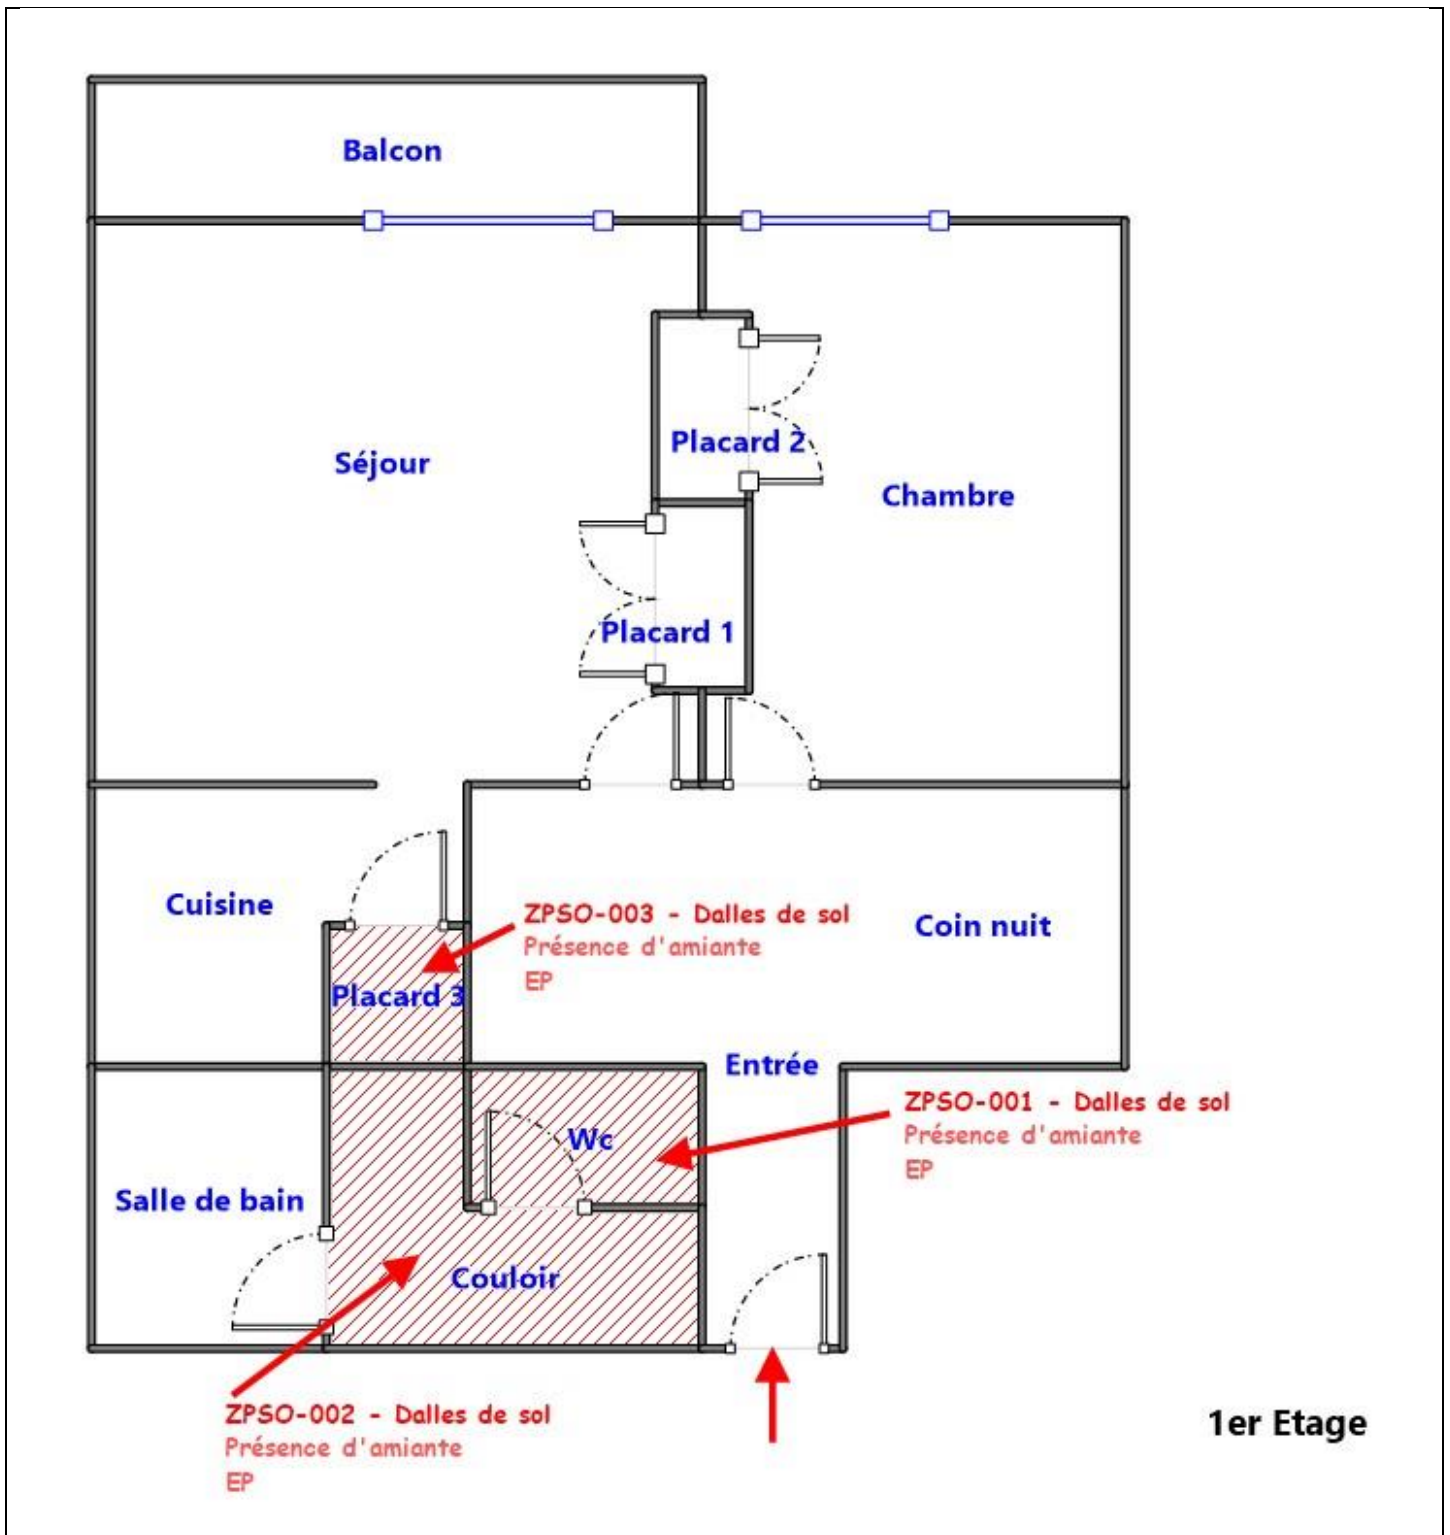 Balcon
Séjour
Placard 2
Chambre
Placard 1
Cuisine
ZPSO-003 - Dalles de sol
Présence d'amiante
EP
Coin nuit
Placard 3
Entrée
ZPSO-001 - Dalles de sol
Présence d'amiante
EP
Wc
Salle de bain
Couloir
ZPSO-002 - Dalles de sol
Présence d'amiante
EP
1er Etage